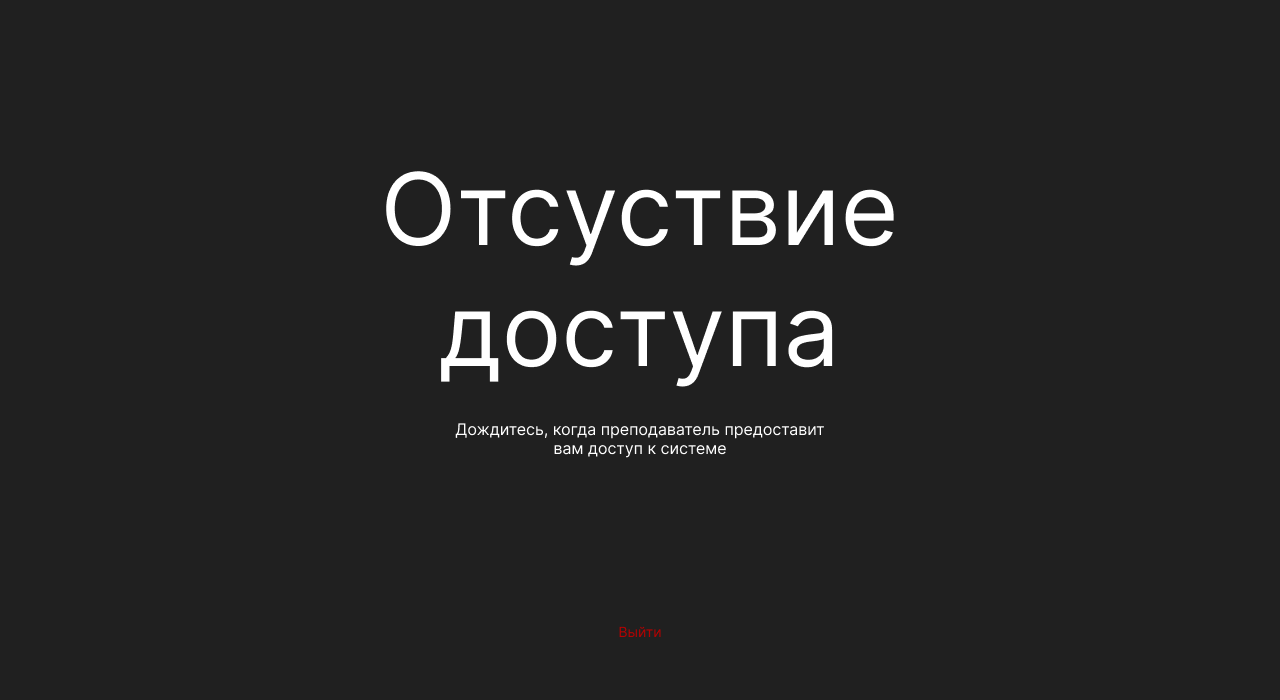 Отсуствие
доступа
Дождитесь, когда преподаватель предоставит
вам доступ к системе
Выйти